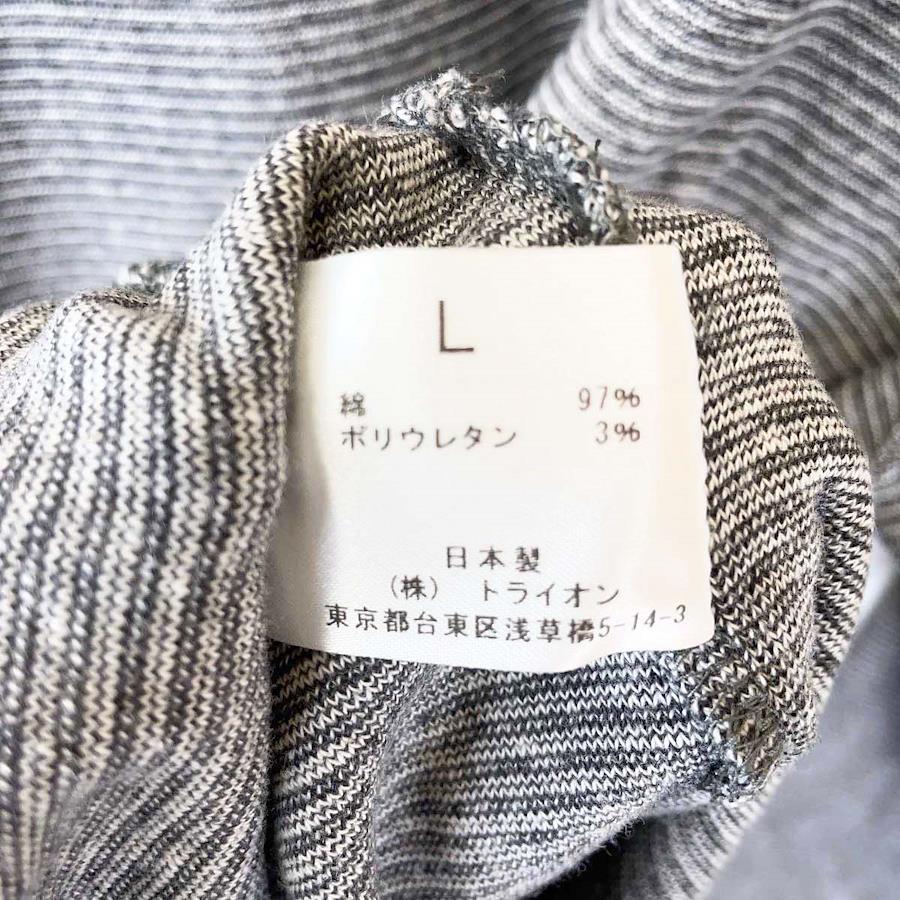 L
綿 97%
ポリウレタン 3%
日本製
(株) トライオン
東京都台東区浅草橋5-14-3